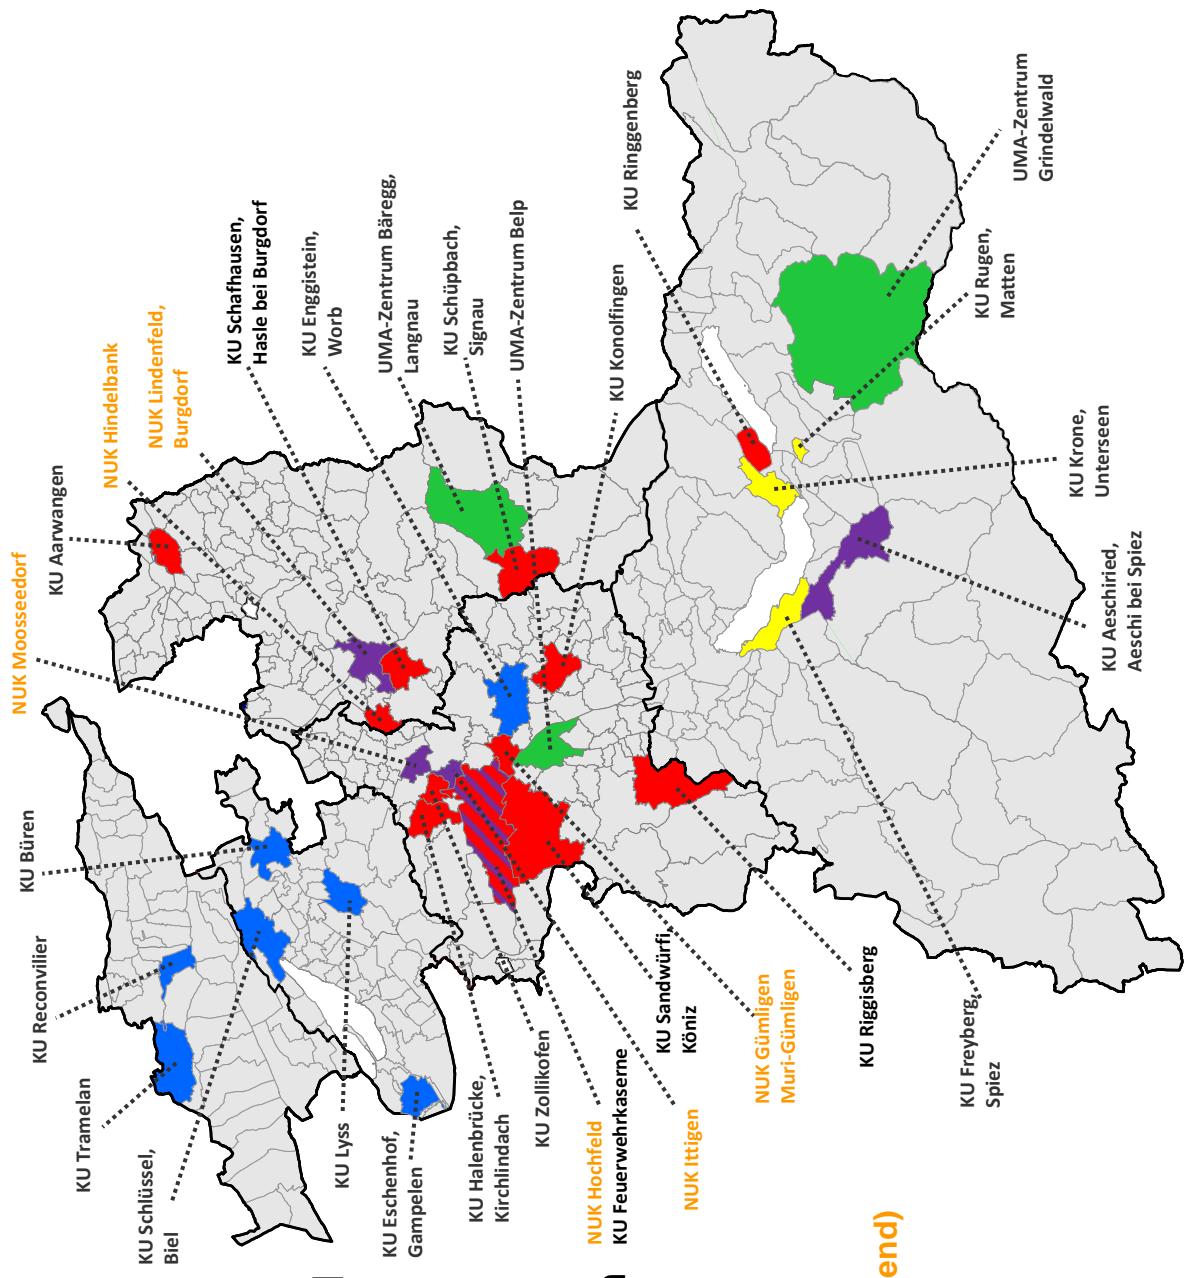 KU Tramelan
KU Reconvilier
KU Büren
NUK Moosseedorf
KU Aarwangen
NUK Hindelbank
NUK Lindenfeld,
Burgdorf
KU Schafhausen,
Hasle bei Burgdorf
KU Enggistein,
Worb
UMA-Zentrum Bäregg,
Langnau
KU Schüpbach,
Signau
UMA-Zentrum Belp
KU Konolfingen
KU Ringgenberg
UMA-Zentrum
Grindelwald
KU Rugen,
Matten
KU Krone,
Unterseen
KU Aeschiried,
Aeschi bei Spiez
KU Freyberg,
Spiez
KU Riggisberg
NUK Gümligen
Muri-Gümligen
KU Sandwürfi,
Köniz
NUK Ittigen
NUK Hochfeld
KU Feuerwehrkaserne
KU Zollikofen
KU Halenbrücke,
Kirchlindach
KU Eschenhof,
Gampelen
KU Lyss
KU Schlüssel,
Biel
end)